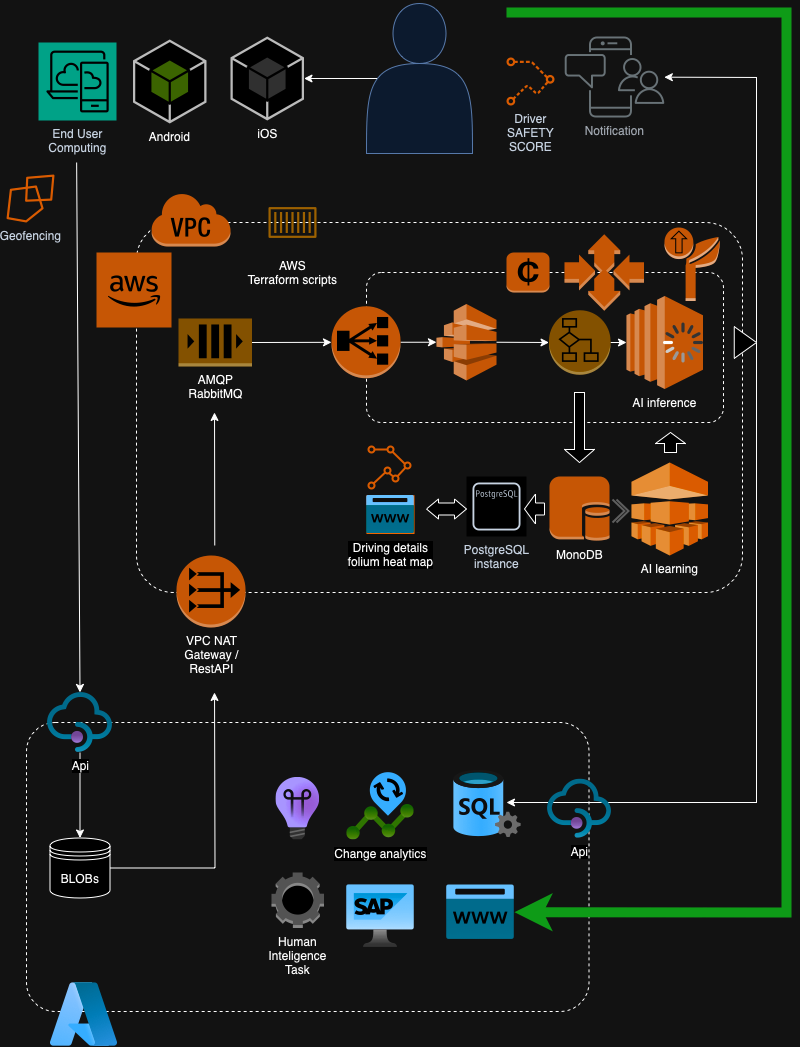 End User
Computing
Android
iOS
Driver
SAFETY
SCORE
Notification
Geofencing
VPC
AWS
Terraform scripts
aws
₵
AMQP
RabbitMQ
AI inference
WWW
Driving details
folium heat map
PostgreSQL
PostgreSQL
instance
MonoDB
AI learning
VPC NAT
Gateway /
RestAPI
Api
BLOBs
Change analytics
SQL
Api
Human
Inteligence
Task
SAP
WWW